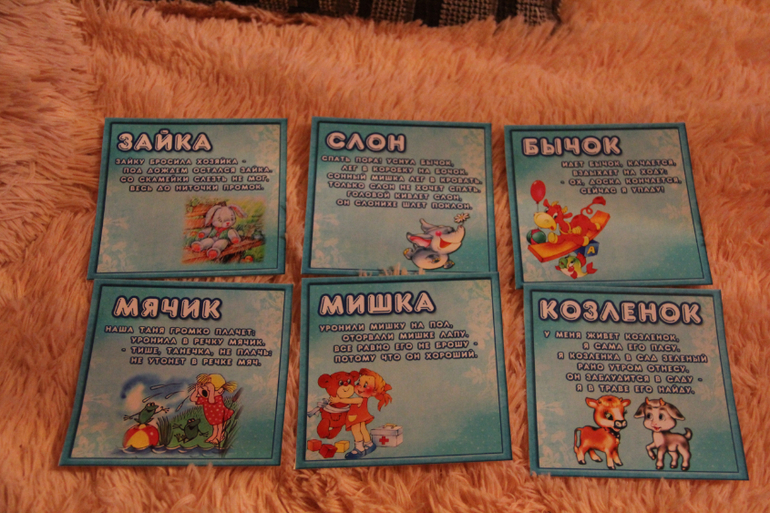 ЗАЙКА
ЗАЙКУ БРОСИЛА ХОЗЯЙКА -
ПОД ДОЖДЕМ ОСТАЛСЯ ЗАЙКА.
СО СКАМЕЙКИ СЛЕЗТЬ НЕ МОГ,
ВЕСЬ ДО НИТОЧКИ ПРОМОК.
СЛОН
СПАТЬ ПОРА! УСНУЛ БЫЧОК,
ЛЕГ В КОРОБКУ НА БОЧОК.
СОННЫЙ МИШКА ЛЕГ В КРОВАТЬ,
ТОЛЬКО СЛОН НЕ ХОЧЕТ СПАТЬ.
ГОЛОВОЙ КИВАЕТ СЛОН,
ОН СЛОНИХЕ ШЛЕТ ПОКЛОН.
БЫЧОК
ИДЕТ БЫЧОК, КАЧАЕТСЯ,
ВЗДЫХАЕТ НА ХОДУ:
- ОХ, ДОСКА КОНЧАЕТСЯ,
СЕЙЧАС Я УПАДУ!
А
МЯЧИК
НАША ТАНЯ ГРОМКО ПЛАЧЕТ:
УРОНИЛА В РЕЧКУ МЯЧИК.
- ТИШЕ, ТАНЕЧКА, НЕ ПЛАЧЬ:
НЕ УТОНЕТ В РЕЧКЕ МЯЧ.
МИШКА
УРОНИЛИ МИШКУ НА ПОЛ,
ОТОРВАЛИ МИШКЕ ЛАПУ.
ВСЕ РАВНО ЕГО НЕ БРОШУ -
ПОТОМУ ЧТО ОН ХОРОШИЙ.
КОЗЛЕНОК
У МЕНЯ ЖИВЕТ КОЗЛЕНОК,
Я САМА ЕГО ПАСУ.
Я КОЗЛЕНКА В САД ЗЕЛЕНЫЙ
РАНО УТРОМ ОТНЕСУ.
ОН ЗАБЛУДИТСЯ В САДУ -
Я В ТРАВЕ ЕГО НАЙДУ.